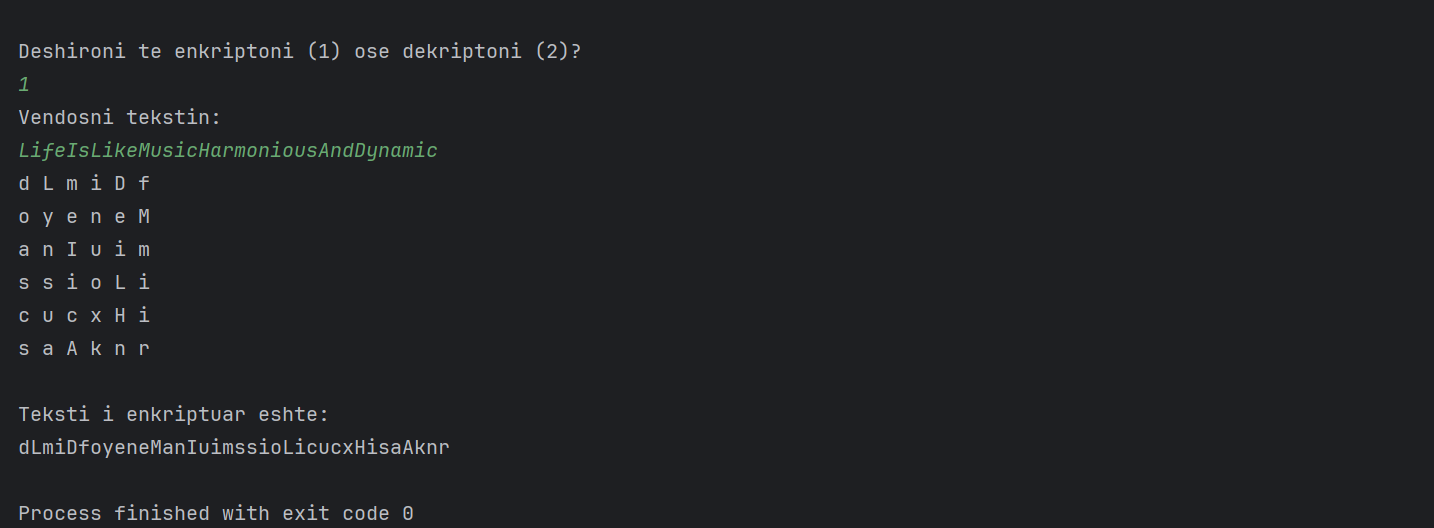 Deshironi te enkriptoni (1) ose dekriptoni (2)?
1
Vendosni tekstin:
LifeIsLikeMusicHarmoniousAndDynamic
d L m i D f
o y e n e M
a n I u i m
s s i o L i
c u c x H i
s a A k n r
Teksti i enkriptuar eshte:
dLmiDfoyeneManIuimssioLicucxHisaAknr
Process finished with exit code 0